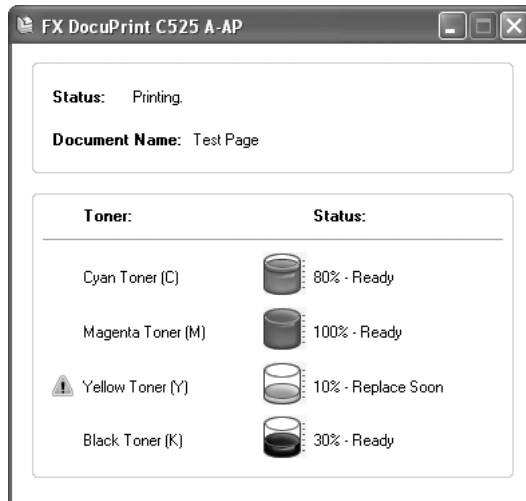 FX DocuPrint C525 A-AP
Status: Printing.
Document Name: Test Page
Toner: Status:
Cyan Toner (C) 80% - Ready
Magenta Toner (M) 100% - Ready
Yellow Toner (Y) 10% - Replace Soon
Black Toner (K) 30% - Ready